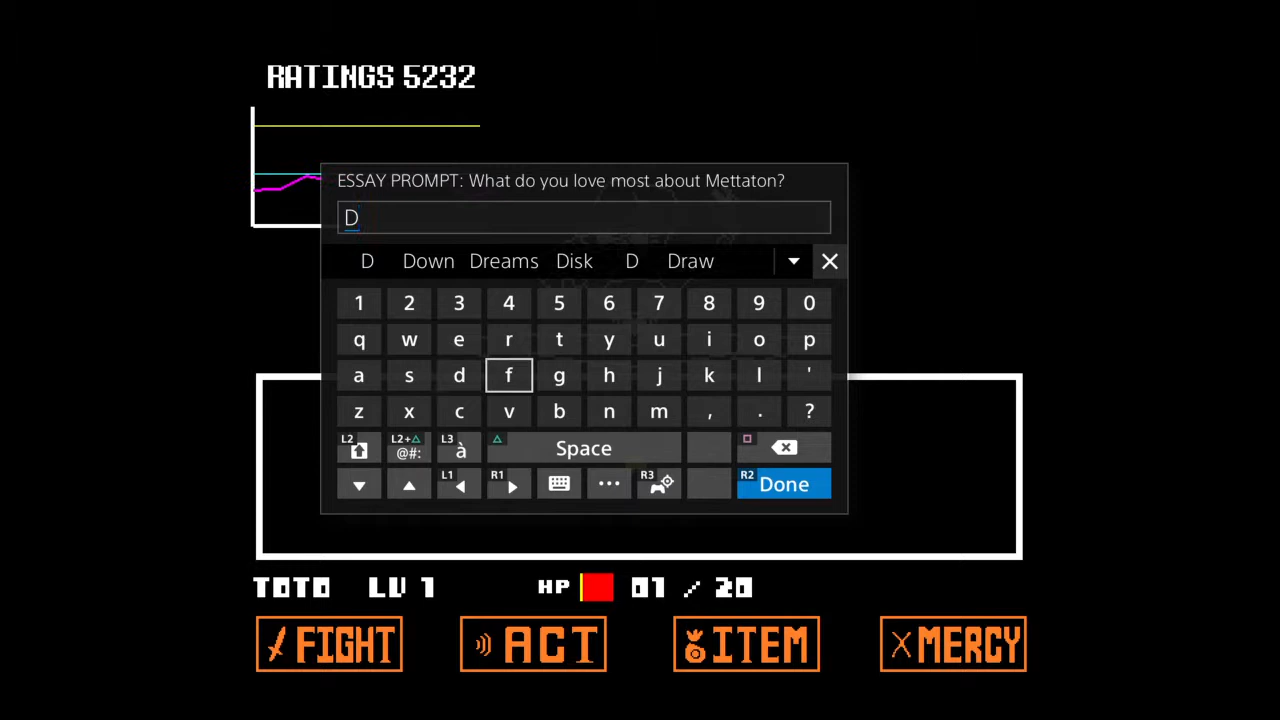 RATINGS 5232
ESSAY PROMPT: What do you love most about Mettaton?
D
D Down Dreams Disk D Draw
1 2 3 4 5 6 7 8 9 0
q w e r t y u i o p
a s d f g h j k l '
z x c v b n m , . ?
L2 L2+△ @#: L3 à △ Space □
L1 R1 ... R3 R2 Done
TOTO LV 1 HP 01 / 20
FIGHT ACT ITEM MERCY